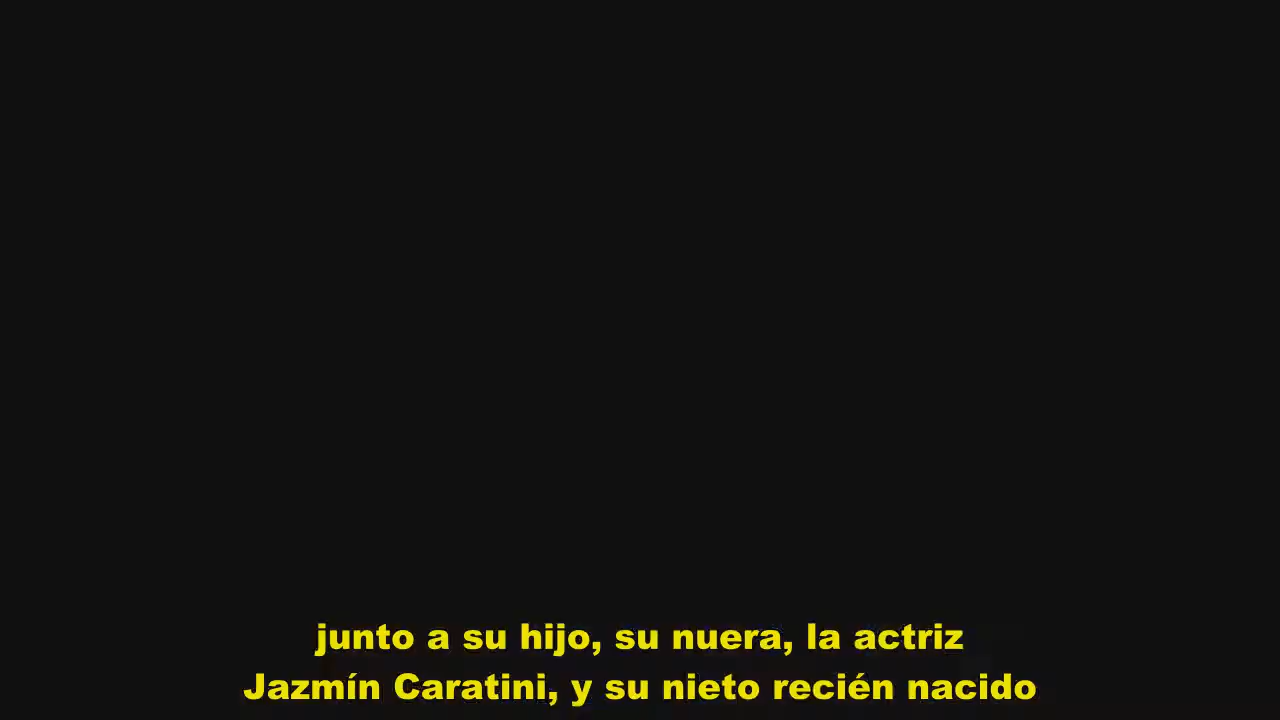 junto a su hijo, su nuera, la actriz
Jazmín Caratini, y su nieto recién nacido